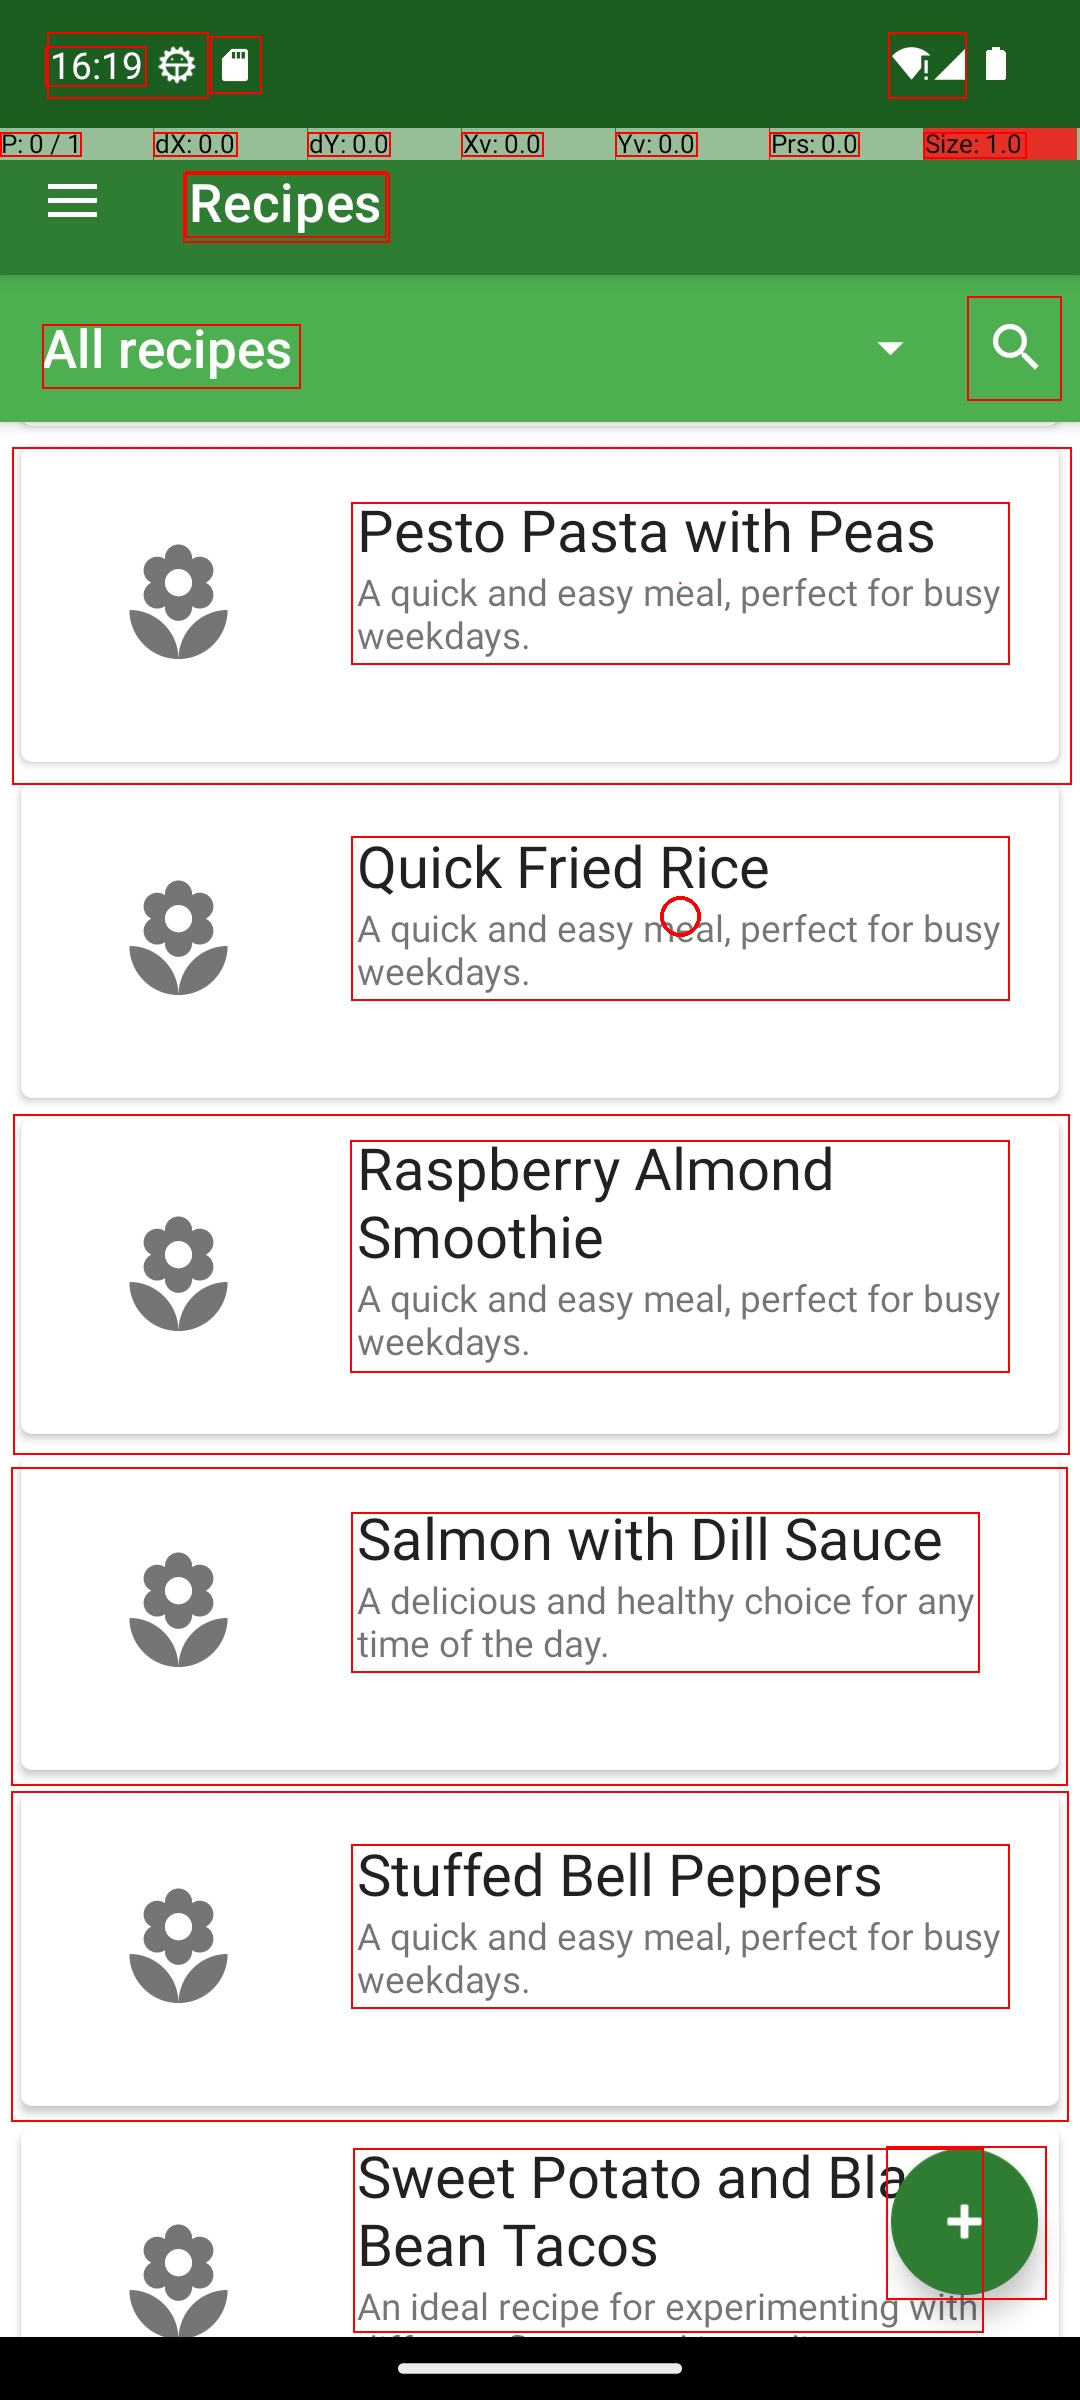 16:19
P: 0 / 1 dX: 0.0 dY: 0.0 Xv: 0.0 Yv: 0.0 Prs: 0.0 Size: 1.0
Recipes
All recipes
Pesto Pasta with Peas
A quick and easy meal, perfect for busy
weekdays.
Quick Fried Rice
A quick and easy meal, perfect for busy
weekdays.
Raspberry Almond
Smoothie
A quick and easy meal, perfect for busy
weekdays.
Salmon with Dill Sauce
A delicious and healthy choice for any
time of the day.
Stuffed Bell Peppers
A quick and easy meal, perfect for busy
weekdays.
Sweet Potato and Bla
Bean Tacos
An ideal recipe for experimenting with